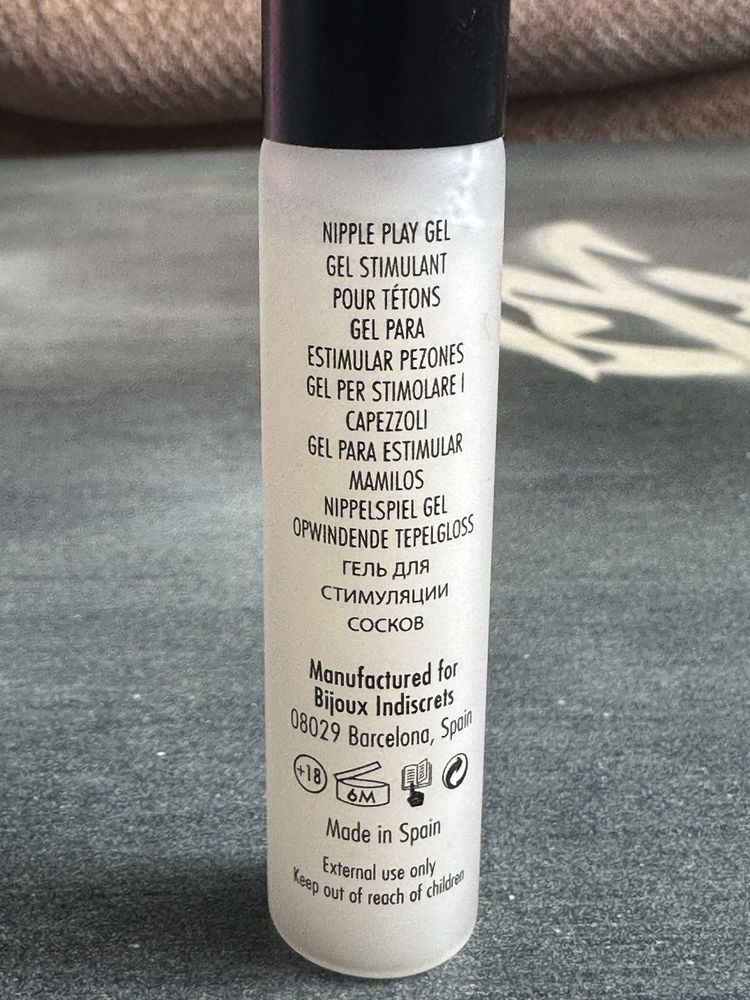 NIPPLE PLAY GEL
GEL STIMULANT
POUR TÉTONS
GEL PARA
ESTIMULAR PEZONES
GEL PER STIMOLARE I
CAPEZZOLI
GEL PARA ESTIMULAR
MAMILOS
NIPPELSPIEL GEL
OPWINDENDE TEPELGLOSS
ГЕЛЬ ДЛЯ
СТИМУЛЯЦИИ
СОСКОВ
Manufactured for
Bijoux Indiscrets
08029 Barcelona, Spain
+18 6M
Made in Spain
External use only
Keep out of reach of children